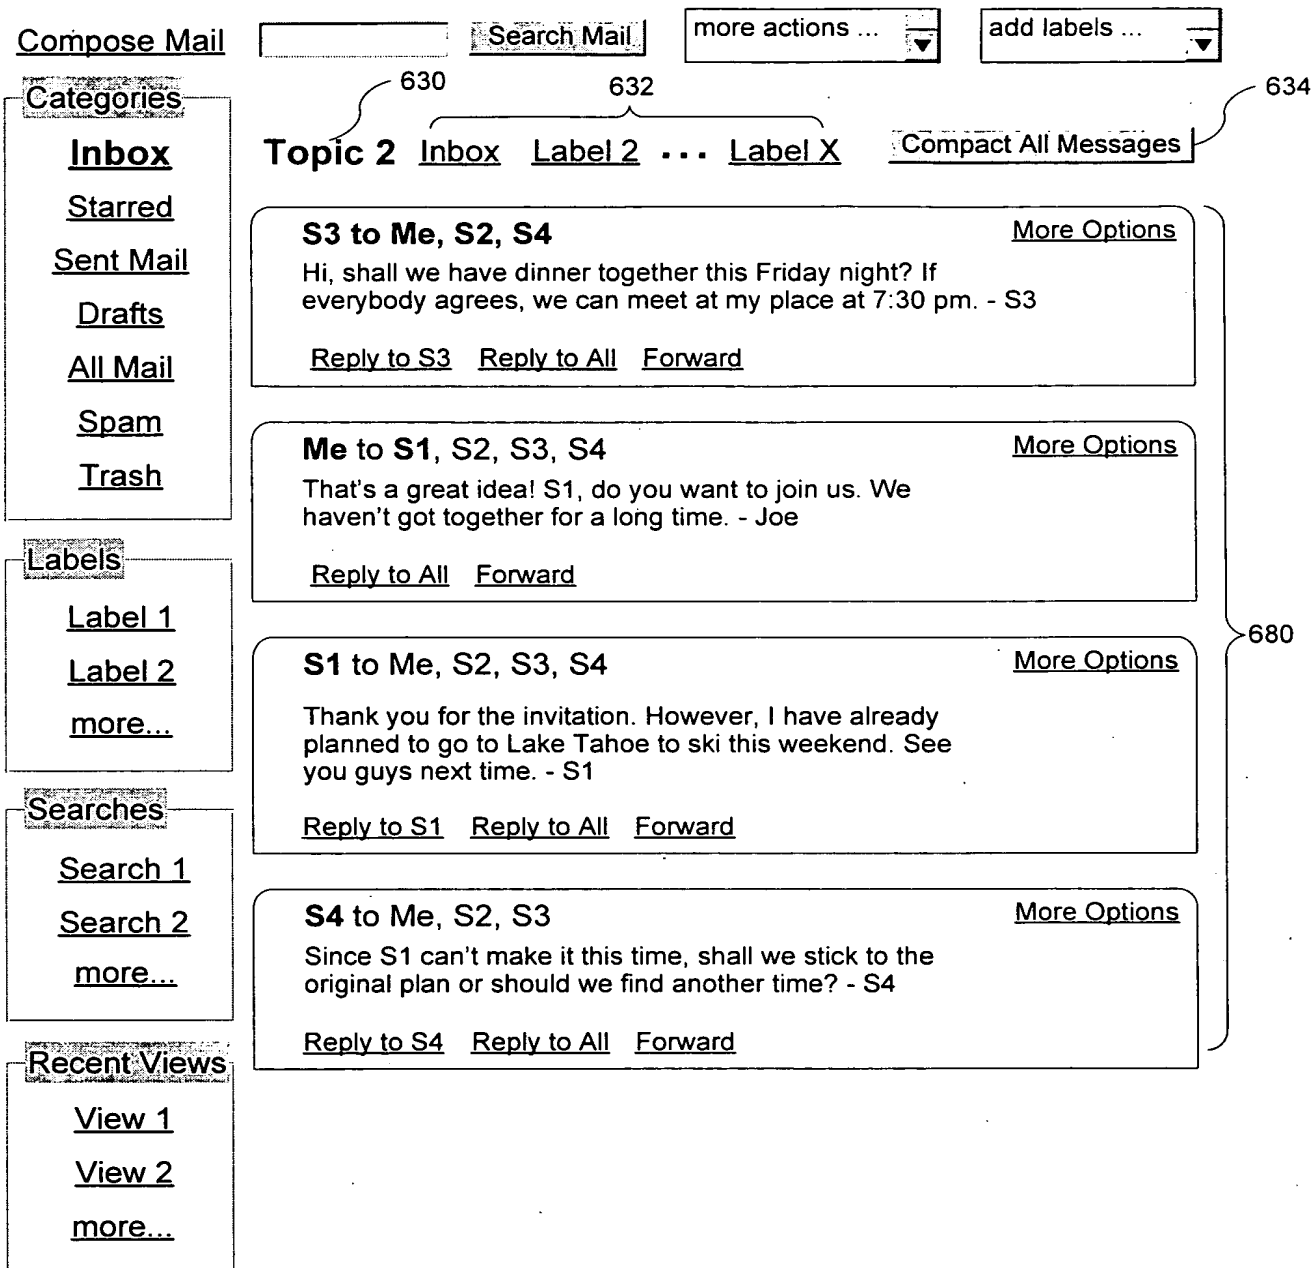 Compose Mail
Search Mail
more actions ...
add labels ...
630
632
634
Topic 2 Inbox Label 2 ... Label X
Compact All Messages
Categories
Inbox
Starred
Sent Mail
Drafts
All Mail
Spam
Trash
Labels
Label 1
Label 2
more...
Searches
Search 1
Search 2
more...
Recent Views
View 1
View 2
more...
S3 to Me, S2, S4
More Options
Hi, shall we have dinner together this Friday night? If
everybody agrees, we can meet at my place at 7:30 pm. - S3
Reply to S3 Reply to All Forward
Me to S1, S2, S3, S4
More Options
That's a great idea! S1, do you want to join us. We
haven't got together for a long time. - Joe
Reply to All Forward
S1 to Me, S2, S3, S4
More Options
Thank you for the invitation. However, I have already
planned to go to Lake Tahoe to ski this weekend. See
you guys next time. - S1
Reply to S1 Reply to All Forward
S4 to Me, S2, S3
More Options
Since S1 can't make it this time, shall we stick to the
original plan or should we find another time? - S4
Reply to S4 Reply to All Forward
680